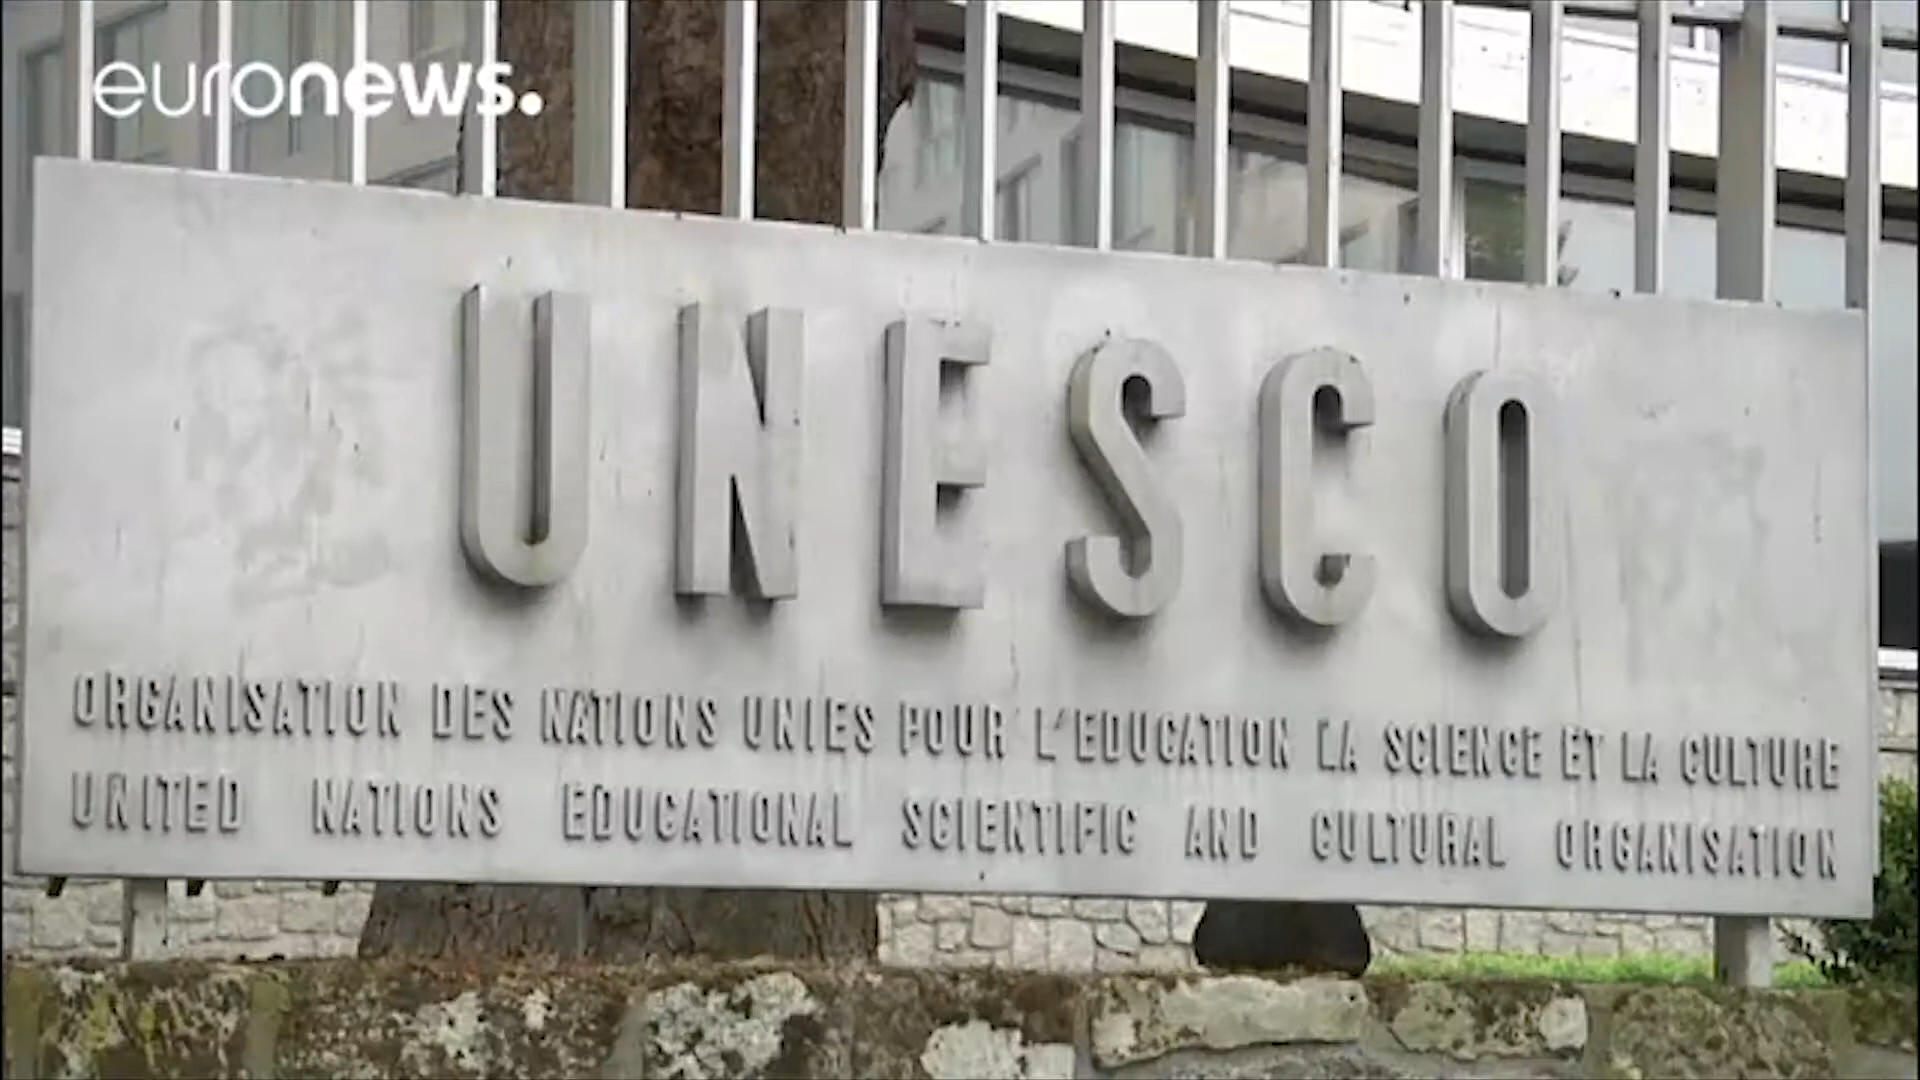 euronews.
UNESCO
ORGANISATION DES NATIONS UNIES POUR L'EDUCATION LA SCIENCE ET LA CULTURE
UNITED NATIONS EDUCATIONAL SCIENTIFIC AND CULTURAL ORGANISATION